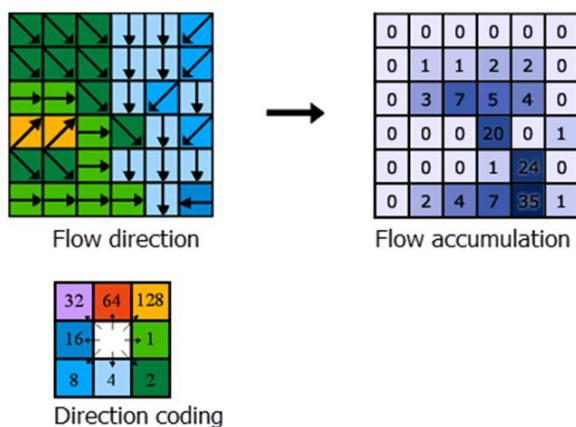 0 0 0 0 0 0
0 1 1 2 2 0
0 3 7 5 4 0
0 0 0 20 0 1
0 0 0 1 24 0
0 2 4 7 35 1
Flow direction
Flow accumulation
32 64 128
16 1
8 4 2
Direction coding